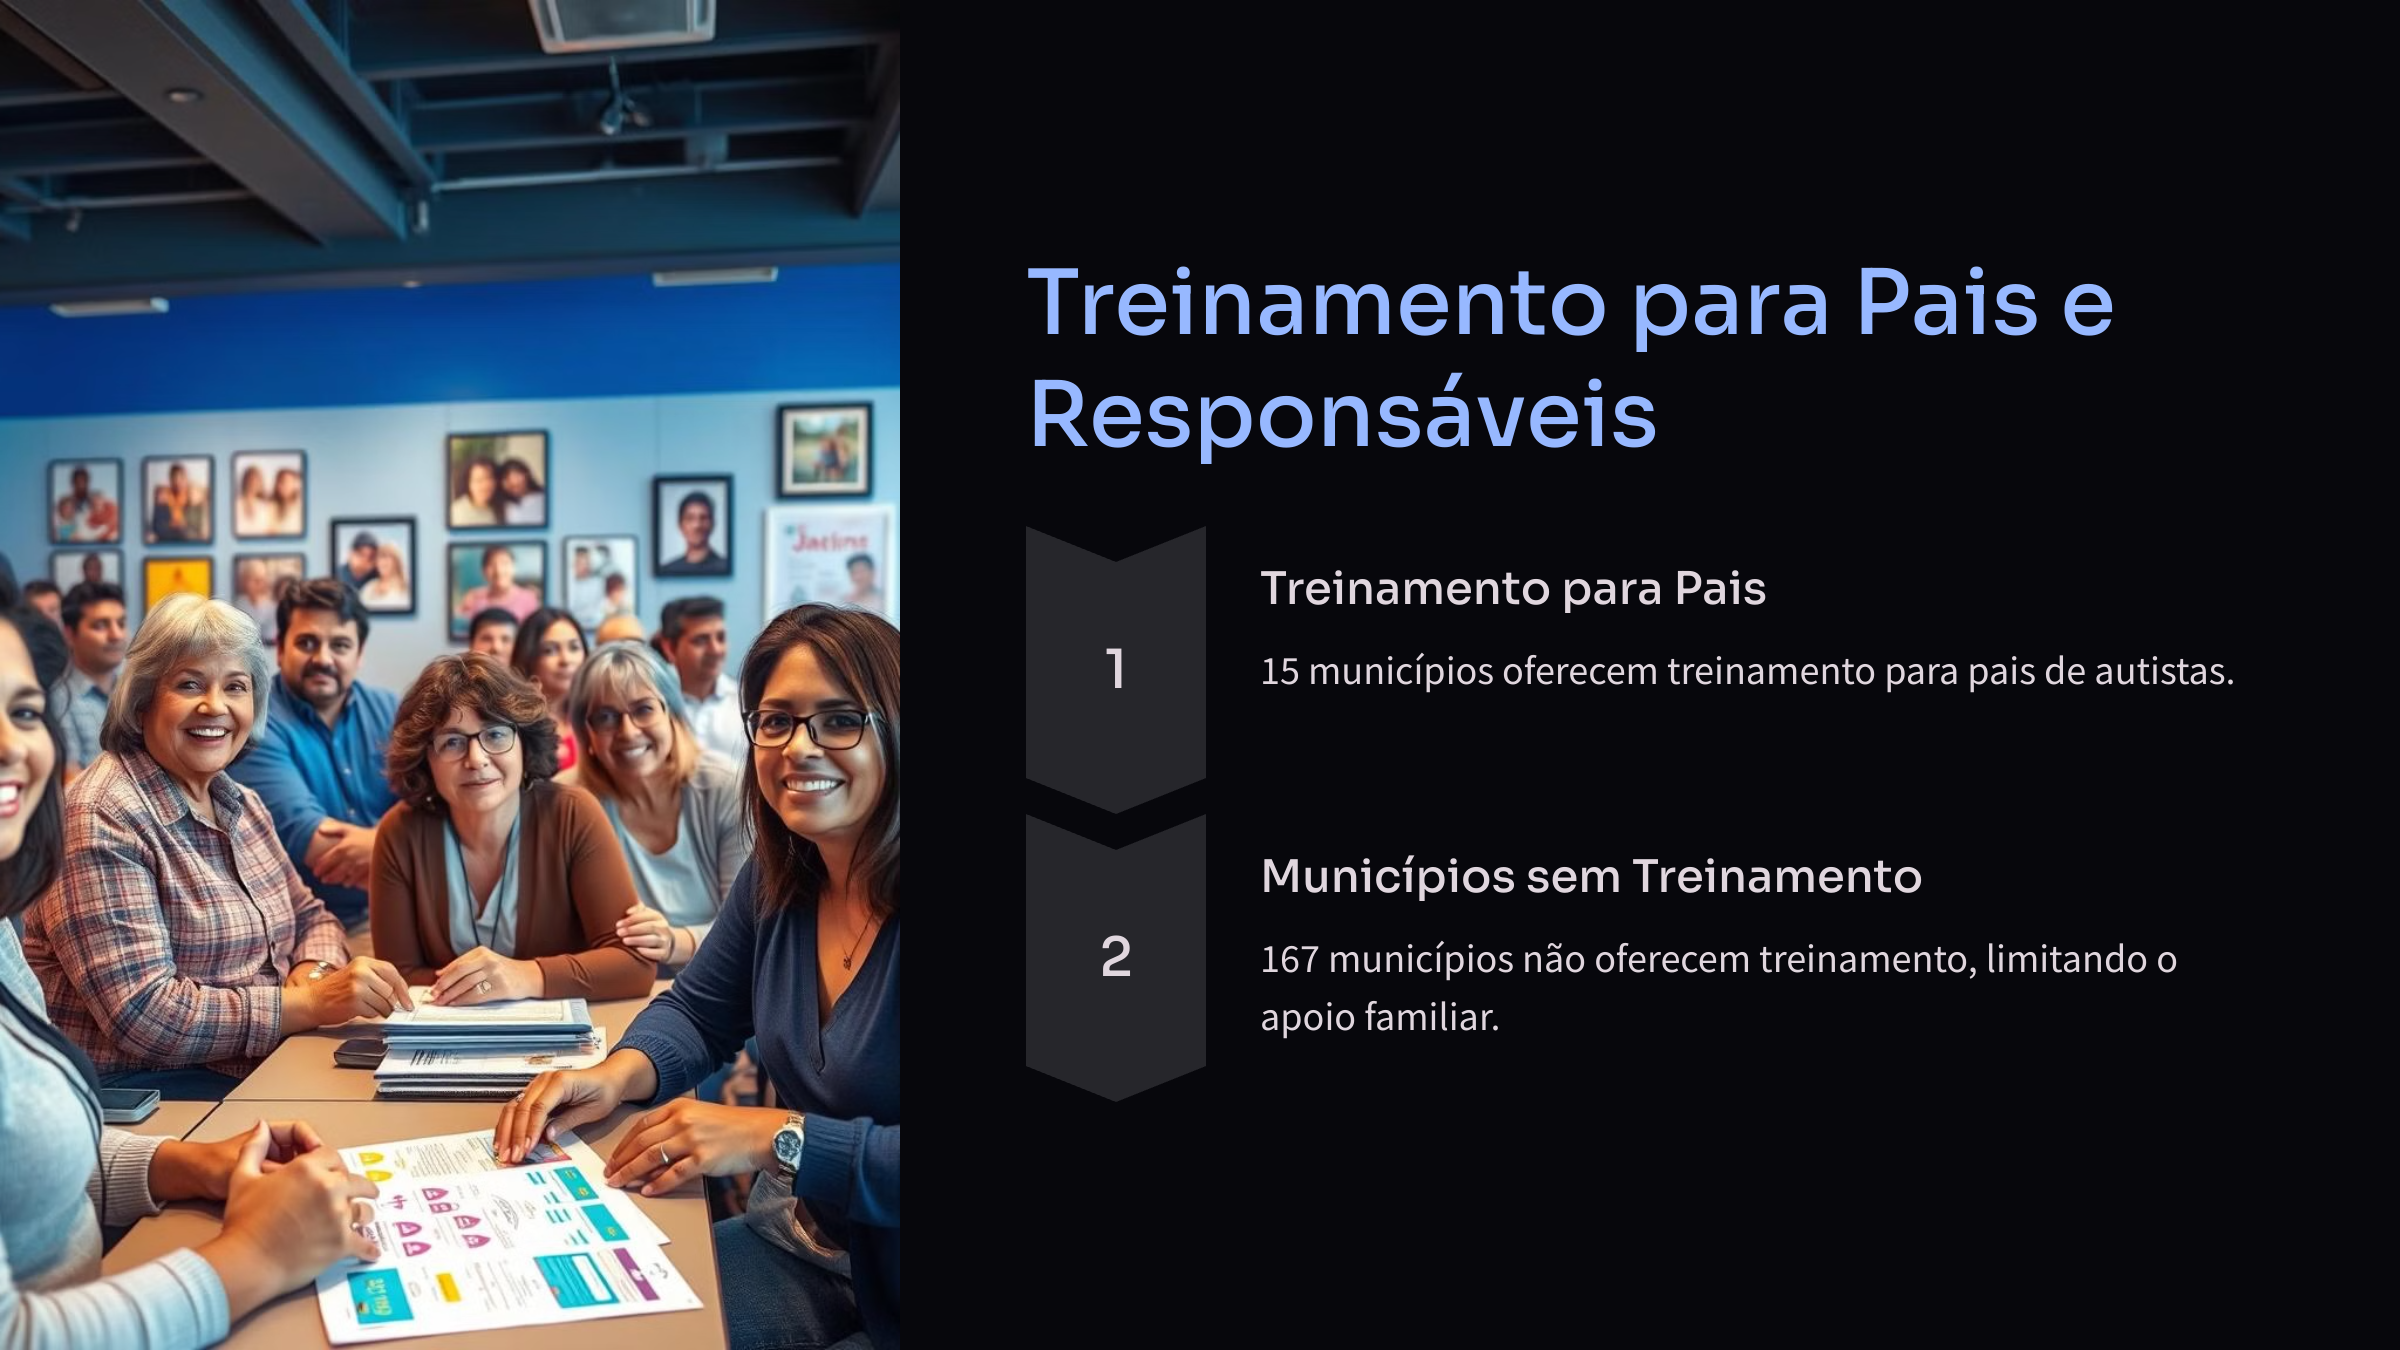 Treinamento para Pais e
Responsáveis
1
Treinamento para Pais
15 municípios oferecem treinamento para pais de autistas.
2
Municípios sem Treinamento
167 municípios não oferecem treinamento, limitando o
apoio familiar.